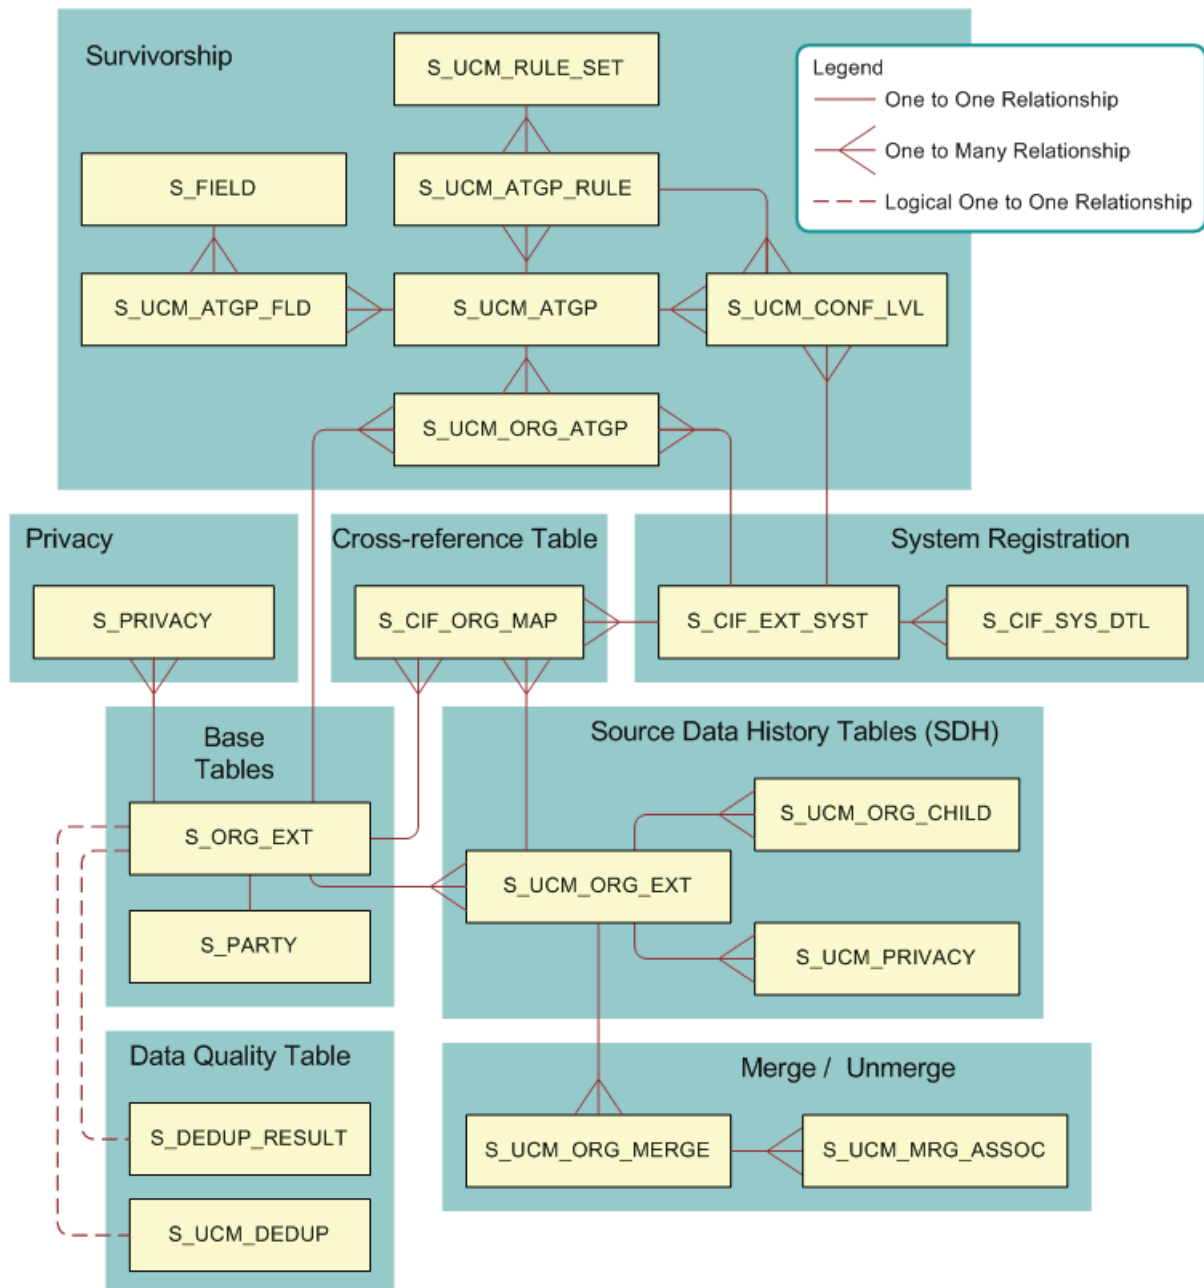 Survivorship
S_UCM_RULE_SET
Legend
One to One Relationship
One to Many Relationship
Logical One to One Relationship
S_FIELD
S_UCM_ATGP_RULE
S_UCM_ATGP_FLD
S_UCM_ATGP
S_UCM_CONF_LVL
S_UCM_ORG_ATGP
Privacy
S_PRIVACY
Cross-reference Table
S_CIF_ORG_MAP
System Registration
S_CIF_EXT_SYST
S_CIF_SYS_DTL
Base
Tables
S_ORG_EXT
S_PARTY
Source Data History Tables (SDH)
S_UCM_ORG_CHILD
S_UCM_ORG_EXT
S_UCM_PRIVACY
Data Quality Table
S_DEDUP_RESULT
S_UCM_DEDUP
Merge / Unmerge
S_UCM_ORG_MERGE
S_UCM_MRG_ASSOC